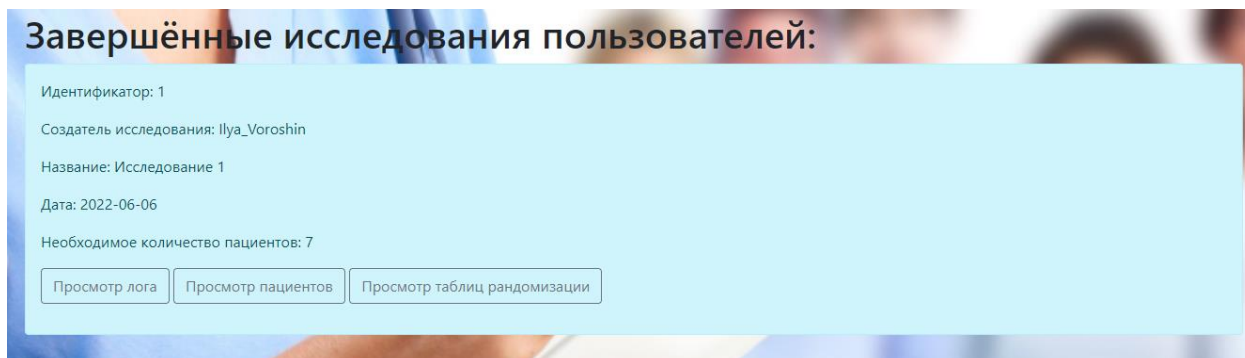 Завершённые исследования пользователей:
Идентификатор: 1
Создатель исследования: Ilya_Voroshin
Название: Исследование 1
Дата: 2022-06-06
Необходимое количество пациентов: 7
Просмотр лога Просмотр пациентов Просмотр таблиц рандомизации